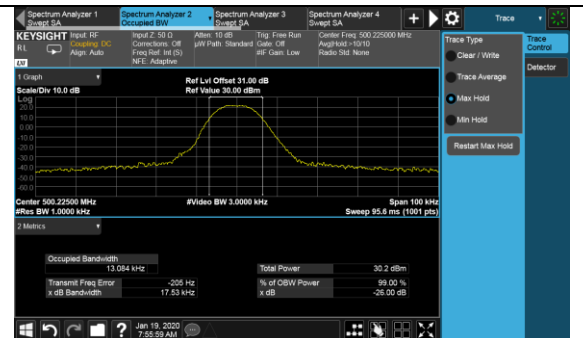 Spectrum Analyzer 1
Swept SA
Spectrum Analyzer 2
Occupied BW
Spectrum Analyzer 3
Swept SA
Spectrum Analyzer 4
Swept SA
+
Trace
KEYSIGHT
R L
LXI
Input: RF
Coupling: DC
Align: Auto
Input Z: 50 Ω
Corrections: Off
Freq Ref: Int (S)
NFE: Adaptive
Atten: 10 dB
µW Path: Standard
Trig: Free Run
Gate: Off
#IF Gain: Low
Center Freq: 500.225000 MHz
Avg|Hold:>10/10
Radio Std: None
Trace Type
Clear / Write
Trace Average
Max Hold
Min Hold
Restart Max Hold
Trace
Control
Detector
1 Graph
Scale/Div 10.0 dB
Ref Lvl Offset 31.00 dB
Ref Value 30.00 dBm
Log
20.0
10.0
0.00
-10.0
-20.0
-30.0
-40.0
-50.0
-60.0
Center 500.22500 MHz
#Res BW 1.0000 kHz
#Video BW 3.0000 kHz
Span 100 kHz
Sweep 95.6 ms (1001 pts)
2 Metrics
Occupied Bandwidth
13.084 kHz
Total Power 30.2 dBm
Transmit Freq Error -205 Hz
% of OBW Power 99.00 %
x dB Bandwidth 17.53 kHz
x dB -26.00 dB
?
Jan 19, 2020
7:55:59 AM